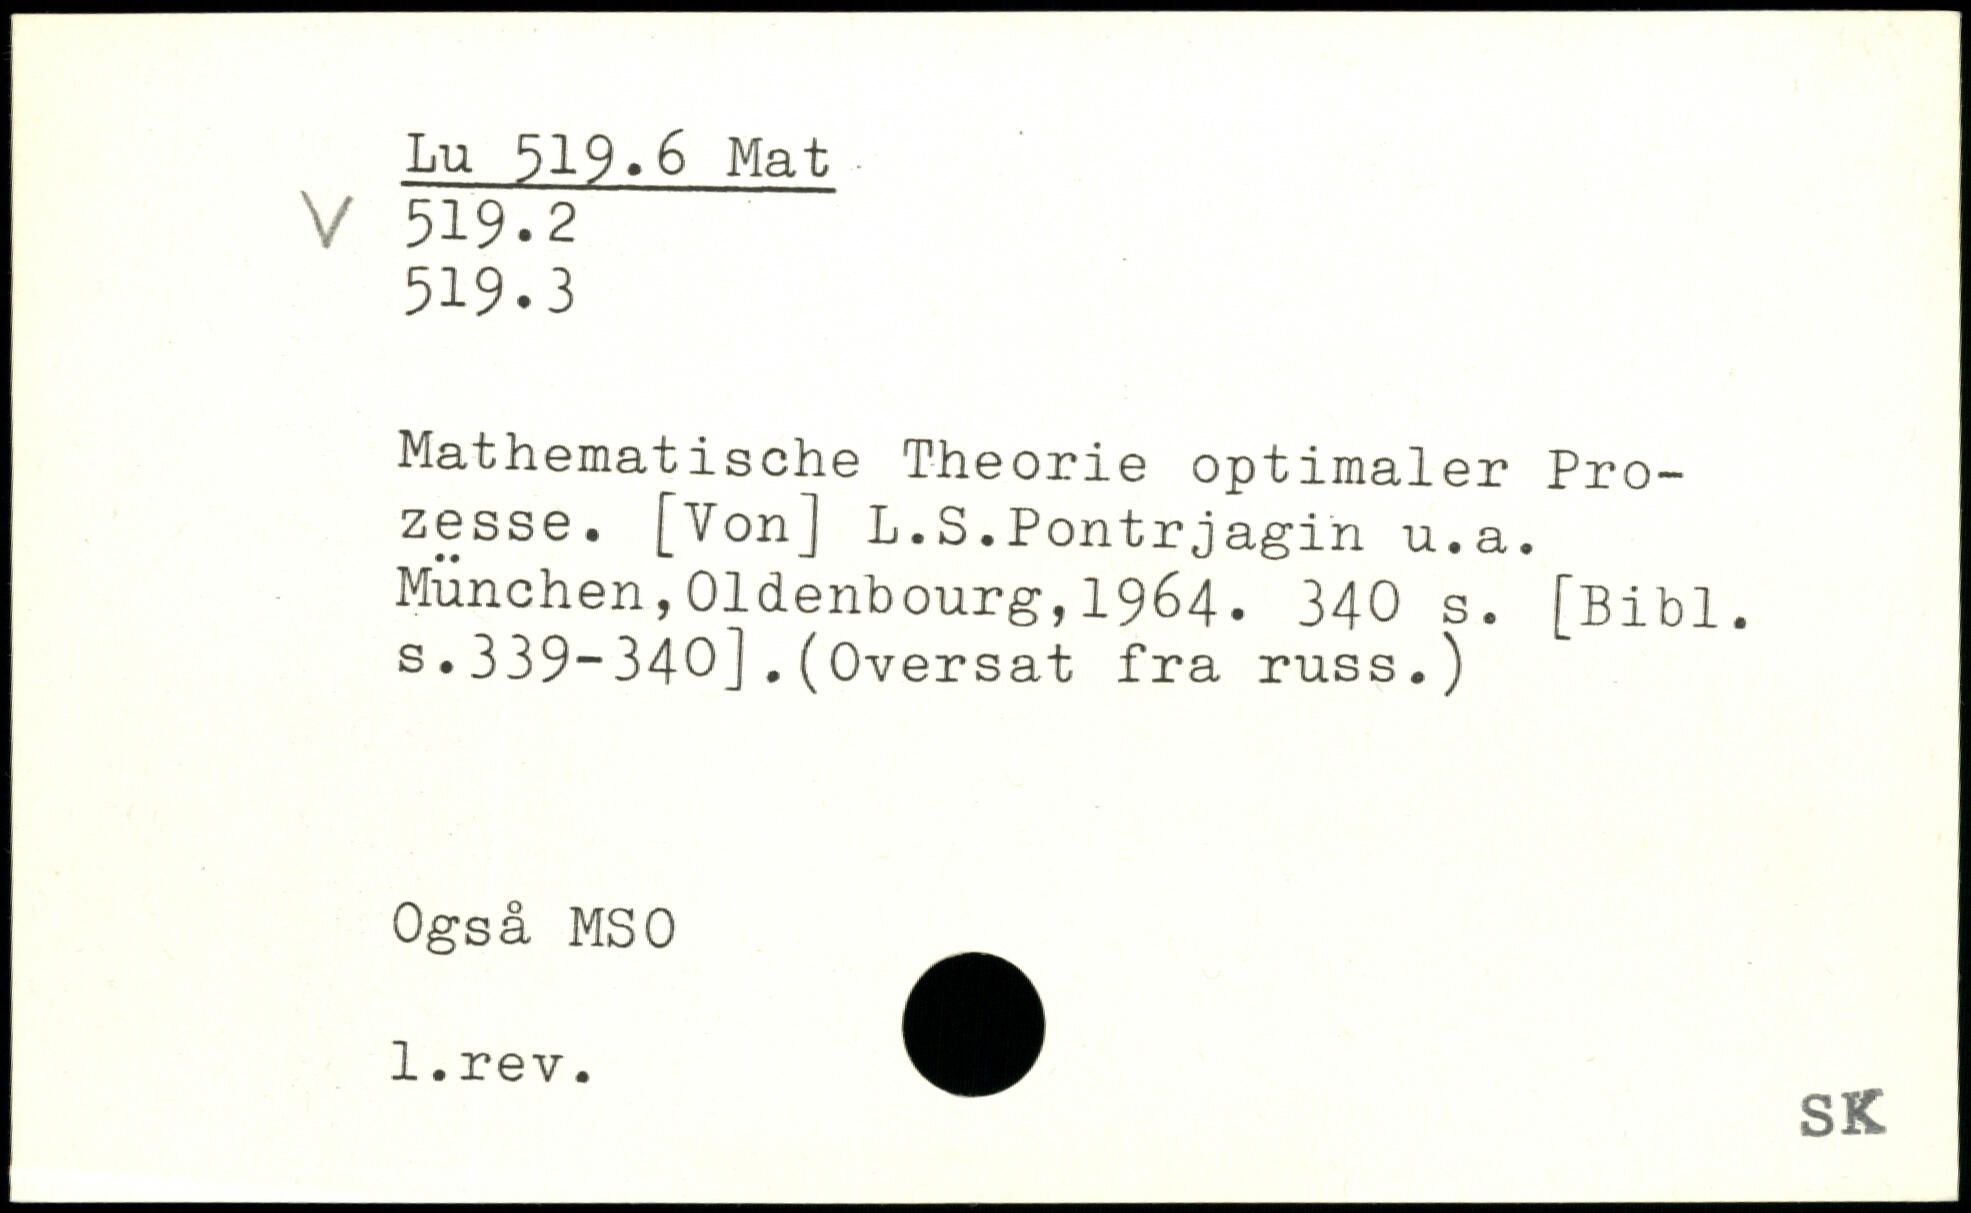 Lu 519.6 Mat
V 519.2
519.3
Mathematische Theorie optimaler Pro-
zesse. [Von] L.S.Pontrjagin u.a.
München,Oldenbourg,1964. 340 s. [Bibl.
s.339-340].(Oversat fra russ.)
Også MSO
1.rev.
SK